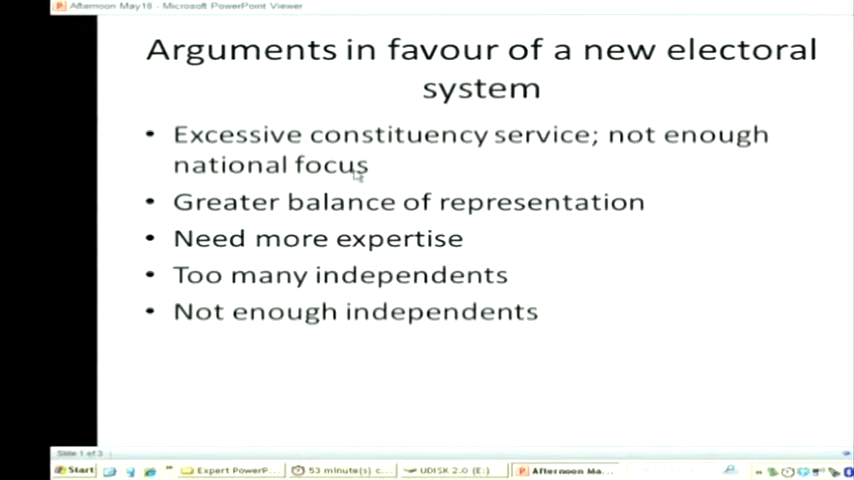 Afternoon May18 - Microsoft PowerPoint Viewer
Arguments in favour of a new electoral
system
• Excessive constituency service; not enough
national focus
• Greater balance of representation
• Need more expertise
• Too many independents
• Not enough independents
Slide 1 of 3
Start
Expert PowerP...
53 minute(s) c...
UDISK 2.0 (E:)
Afternoon Ma...